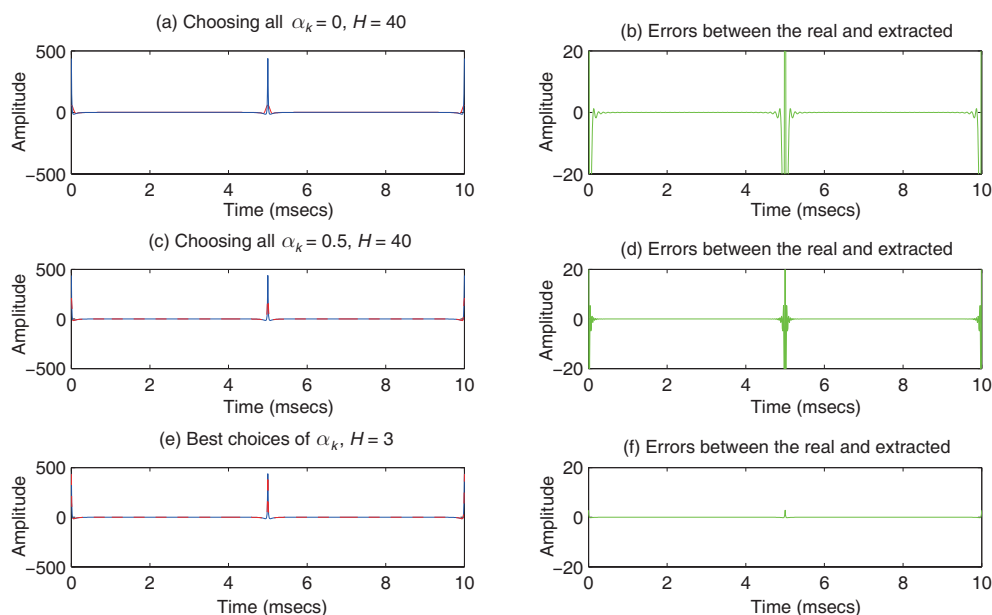 (a) Choosing all αk = 0, H = 40
500
0
−500
Amplitude
0 2 4 6 8 10
Time (msecs)
(b) Errors between the real and extracted
20
0
−20
Amplitude
0 2 4 6 8 10
Time (msecs)
(c) Choosing all αk = 0.5, H = 40
500
0
−500
Amplitude
0 2 4 6 8 10
Time (msecs)
(d) Errors between the real and extracted
20
0
−20
Amplitude
0 2 4 6 8 10
Time (msecs)
(e) Best choices of αk, H = 3
500
0
−500
Amplitude
0 2 4 6 8 10
Time (msecs)
(f) Errors between the real and extracted
20
0
−20
Amplitude
0 2 4 6 8 10
Time (msecs)